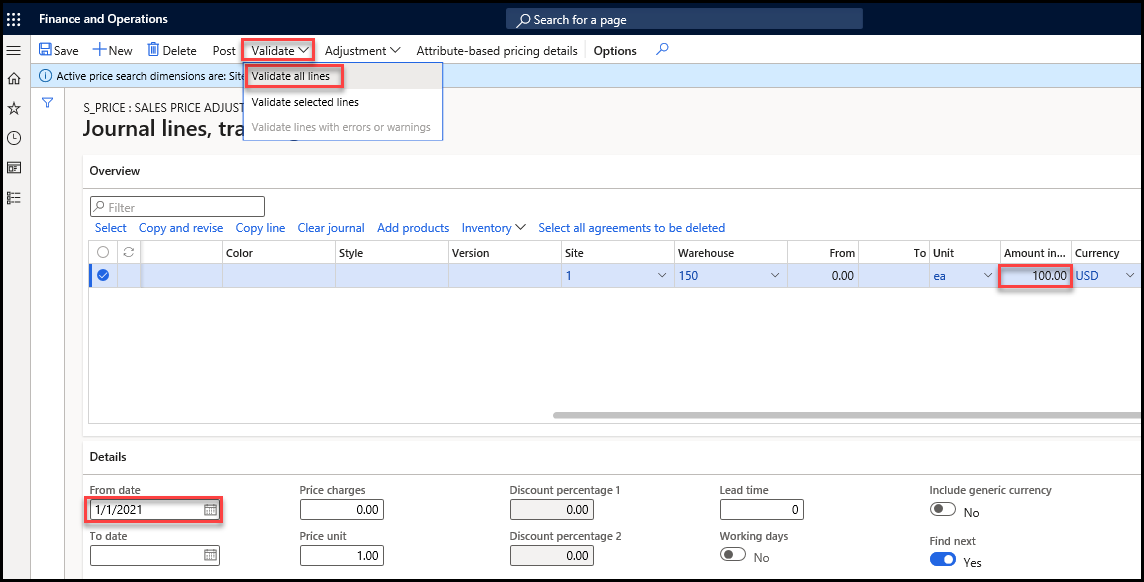 Finance and Operations
Search for a page
Save New Delete Post Validate Adjustment Attribute-based pricing details Options
Active price search dimensions are: Site
Validate all lines
Validate selected lines
Validate lines with errors or warnings
S_PRICE : SALES PRICE ADJUST
Journal lines, tra
Overview
Filter
Select Copy and revise Copy line Clear journal Add products Inventory Select all agreements to be deleted
Color Style Version Site Warehouse From To Unit Amount in... Currency
1 150 0.00 ea 100.00 USD
Details
From date Price charges Discount percentage 1 Lead time Include generic currency
1/1/2021 0.00 0.00 0 No
To date Price unit Discount percentage 2 Working days Find next
1.00 0.00 No Yes